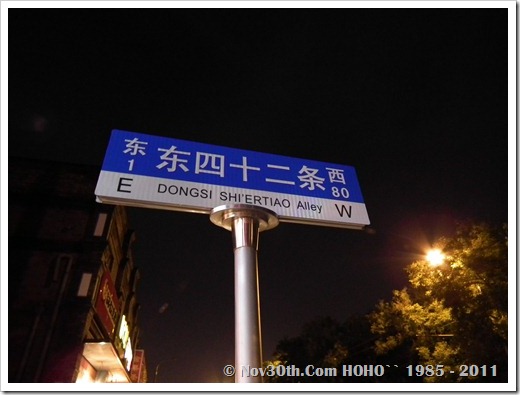 东 东四十二条 西
1 80
E DONGSI SHI'ERTIAO Alley W
© Nov30th.Com HOHO`` 1985 - 2011